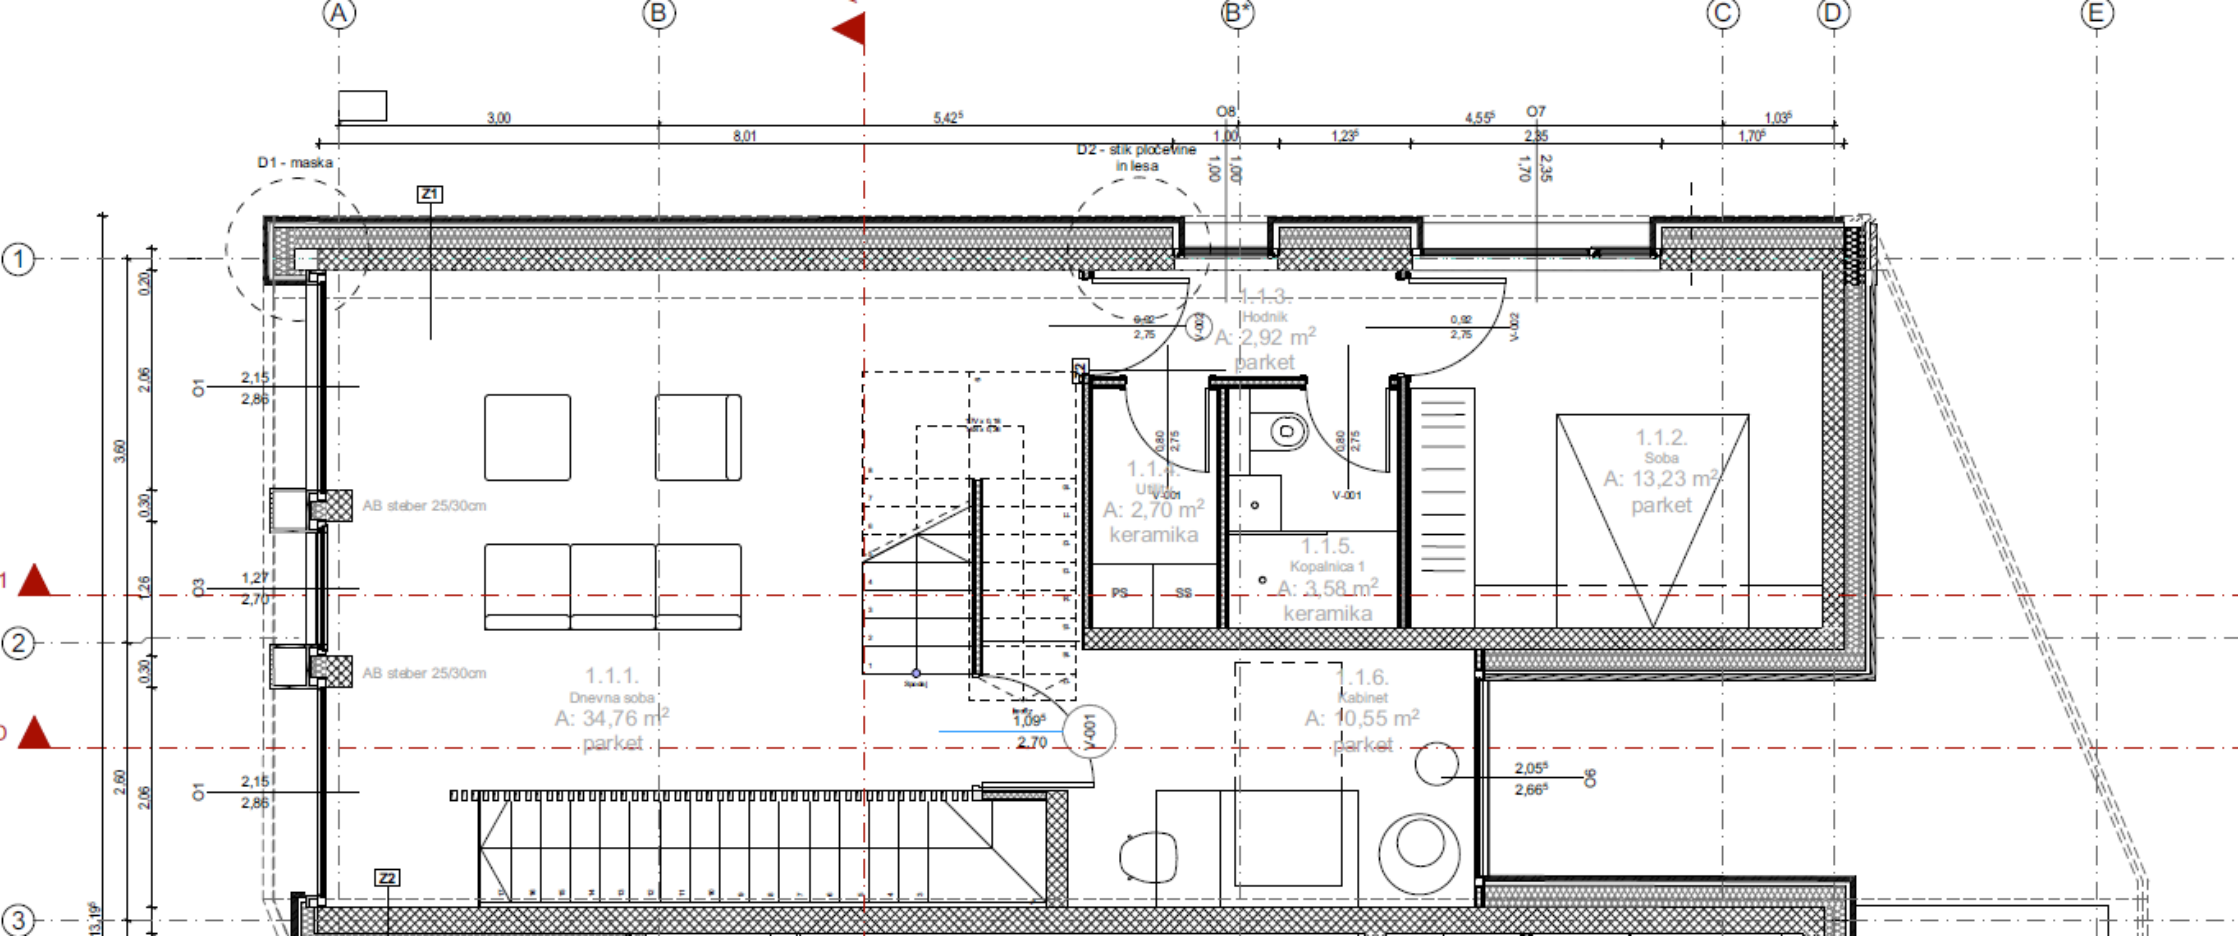 A B B* C D E
3,00 5,42⁵ O8 4,55⁵ O7 1,03⁵
8,01 1,00 1,23⁵ 2,35 1,70⁵
D1 - maska
D2 - stik pločevine
in lesa
1,00
1,00
1,70
2,35
Z1
1
0,20
1.1.3.
Hodnik
A: 2,92 m²
parket
0,92
2,75
V-002
0,92
2,75
V-002
Z2
O1
2,15
2,86
2,06
3,60
0,30
AB steber 25/30cm
0,80
2,75
V-001
0,80
2,75
V-001
1.1.4.
Utility
A: 2,70 m²
keramika
PS
SS
1.1.5.
Kopalnica 1
A: 3,58 m²
keramika
1.1.2.
Soba
A: 13,23 m²
parket
1
O3
1,27
2,70
1,26
2
0,30
AB steber 25/30cm
1.1.1.
Dnevna soba
A: 34,76 m²
parket
1,09⁵
2,70
V-001
1.1.6.
Kabinet
A: 10,55 m²
parket
2,05⁵
2,66⁵
O6
O1
2,15
2,86
2,60
2,06
Z2
3
13,19⁵